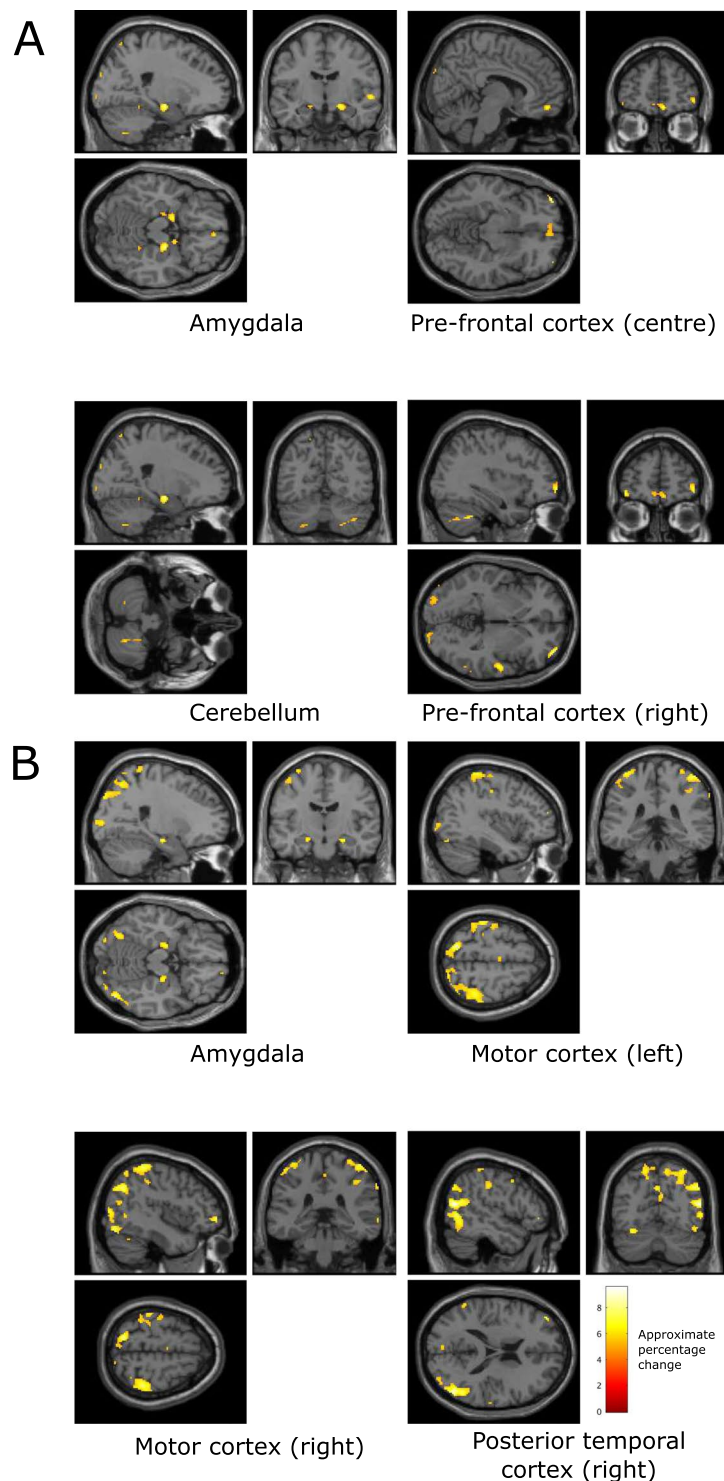 A
Amygdala
Pre-frontal cortex (centre)
Cerebellum
Pre-frontal cortex (right)
B
Amygdala
Motor cortex (left)
8
6
4
2
0
Approximate
percentage
change
Motor cortex (right)
Posterior temporal
cortex (right)